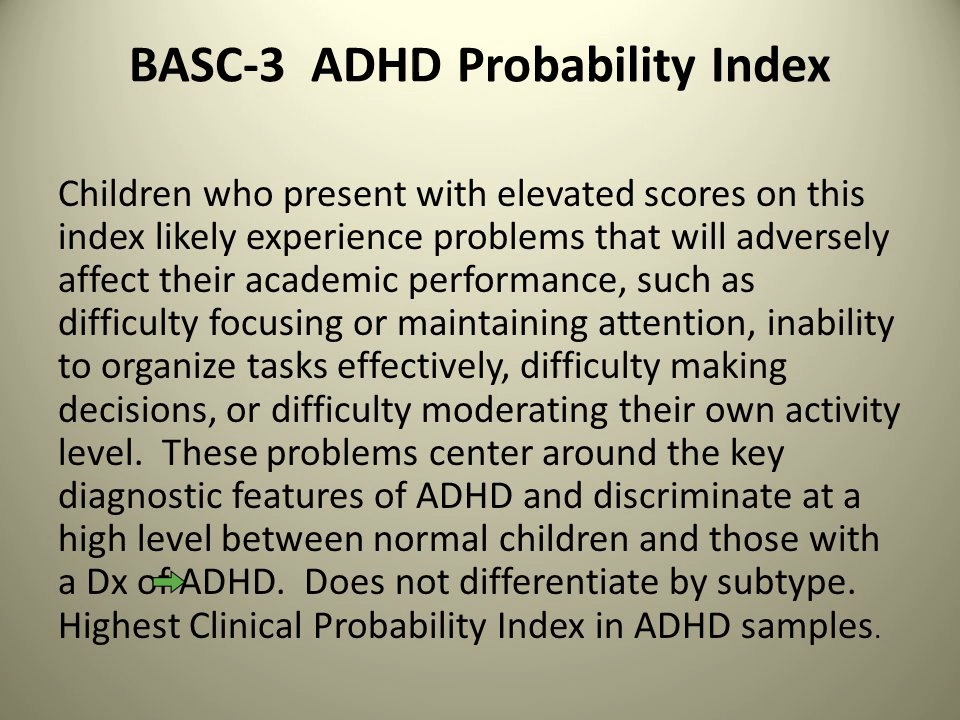 BASC-3  ADHD Probability Index
Children who present with elevated scores on this
index likely experience problems that will adversely
affect their academic performance, such as
difficulty focusing or maintaining attention, inability
to organize tasks effectively, difficulty making
decisions, or difficulty moderating their own activity
level.  These problems center around the key
diagnostic features of ADHD and discriminate at a
high level between normal children and those with
a Dx of ADHD.  Does not differentiate by subtype.
Highest Clinical Probability Index in ADHD samples.